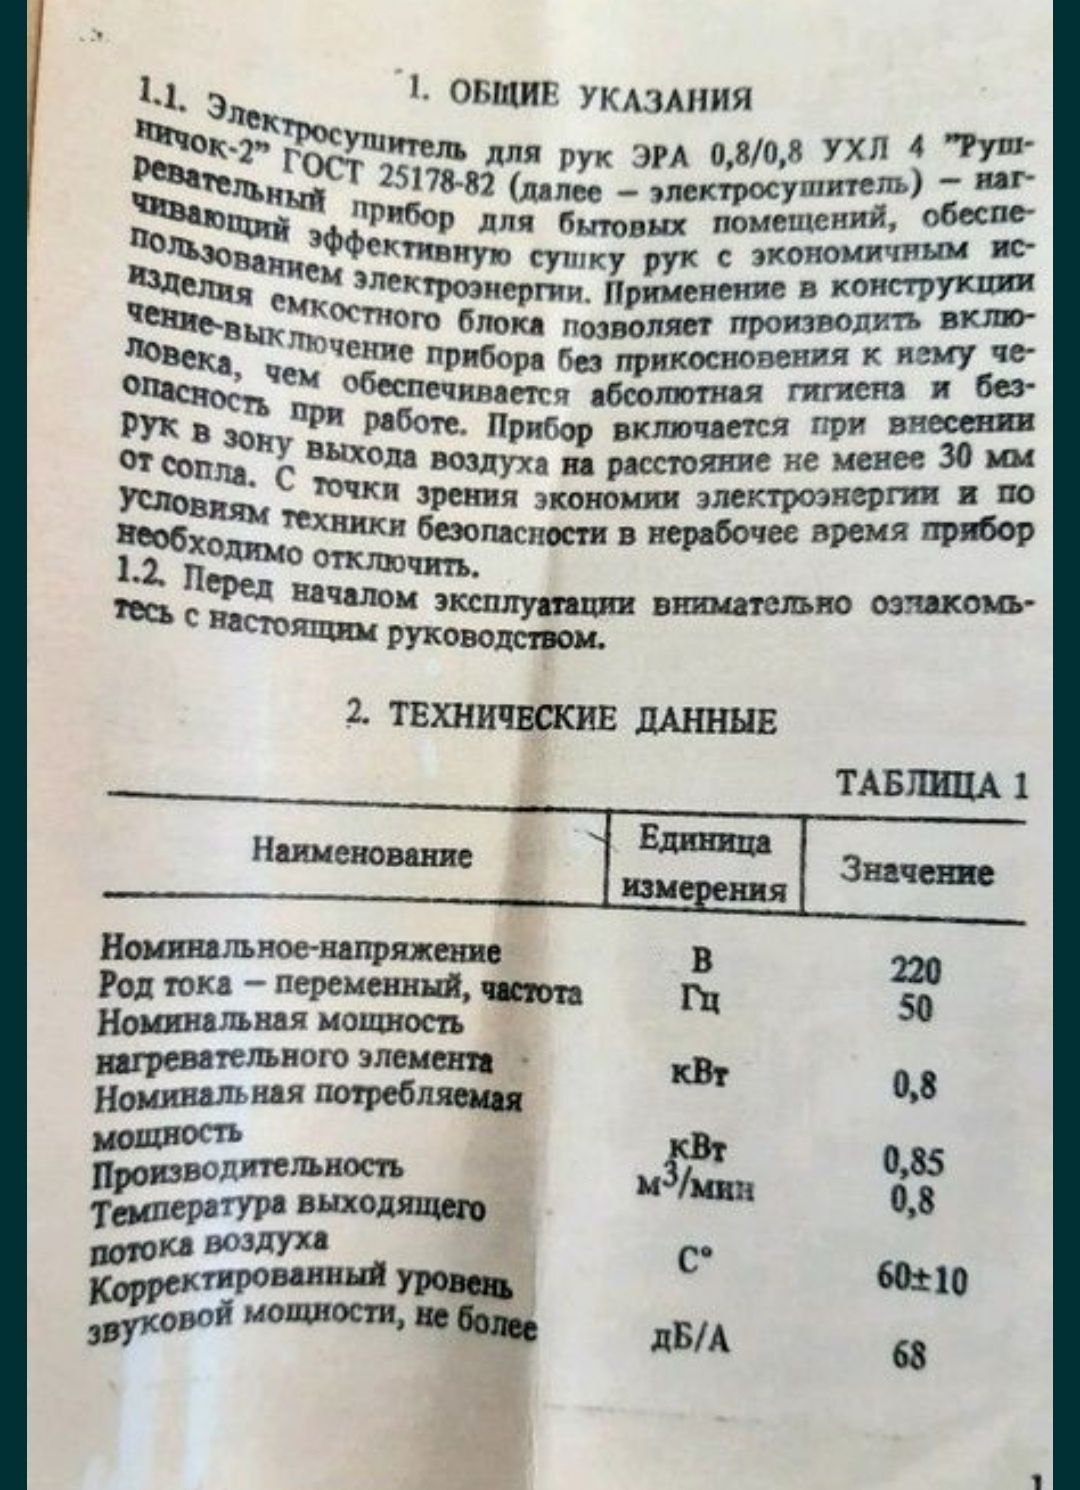 1. ОБЩИЕ УКАЗАНИЯ
1.1. Электросушитель для рук ЭРА 0,8/0,8 УХЛ 4 "Руш-
ничок-2" ГОСТ 25178-82 (далее — электросушитель) — наг-
ревательный прибор для бытовых помещений, обеспе-
чивающий эффективную сушку рук с экономичным ис-
пользованием электроэнергии. Применение в конструкции
изделия емкостного блока позволяет производить вклю-
чение-выключение прибора без прикосновения к нему че-
ловека, чем обеспечивается абсолютная гигиена и без-
опасность при работе. Прибор включается при внесении
рук в зону выхода воздуха на расстояние не менее 30 мм
от сопла. С точки зрения экономии электроэнергии и по
условиям техники безопасности в нерабочее время прибор
необходимо отключить.
1.2. Перед началом эксплуатации внимательно ознакомь-
тесь с настоящим руководством.
2. ТЕХНИЧЕСКИЕ ДАННЫЕ
ТАБЛИЦА 1
Наименование Единица измерения Значение
Номинальное-напряжение В 220
Род тока — переменный, частота Гц 50
Номинальная мощность
нагревательного элемента кВт 0,8
Номинальная потребляемая
мощность кВт 0,85
Производительность м³/мин 0,8
Температура выходящего
потока воздуха С° 60±10
Корректированный уровень
звуковой мощности, не более дБ/А 68
1